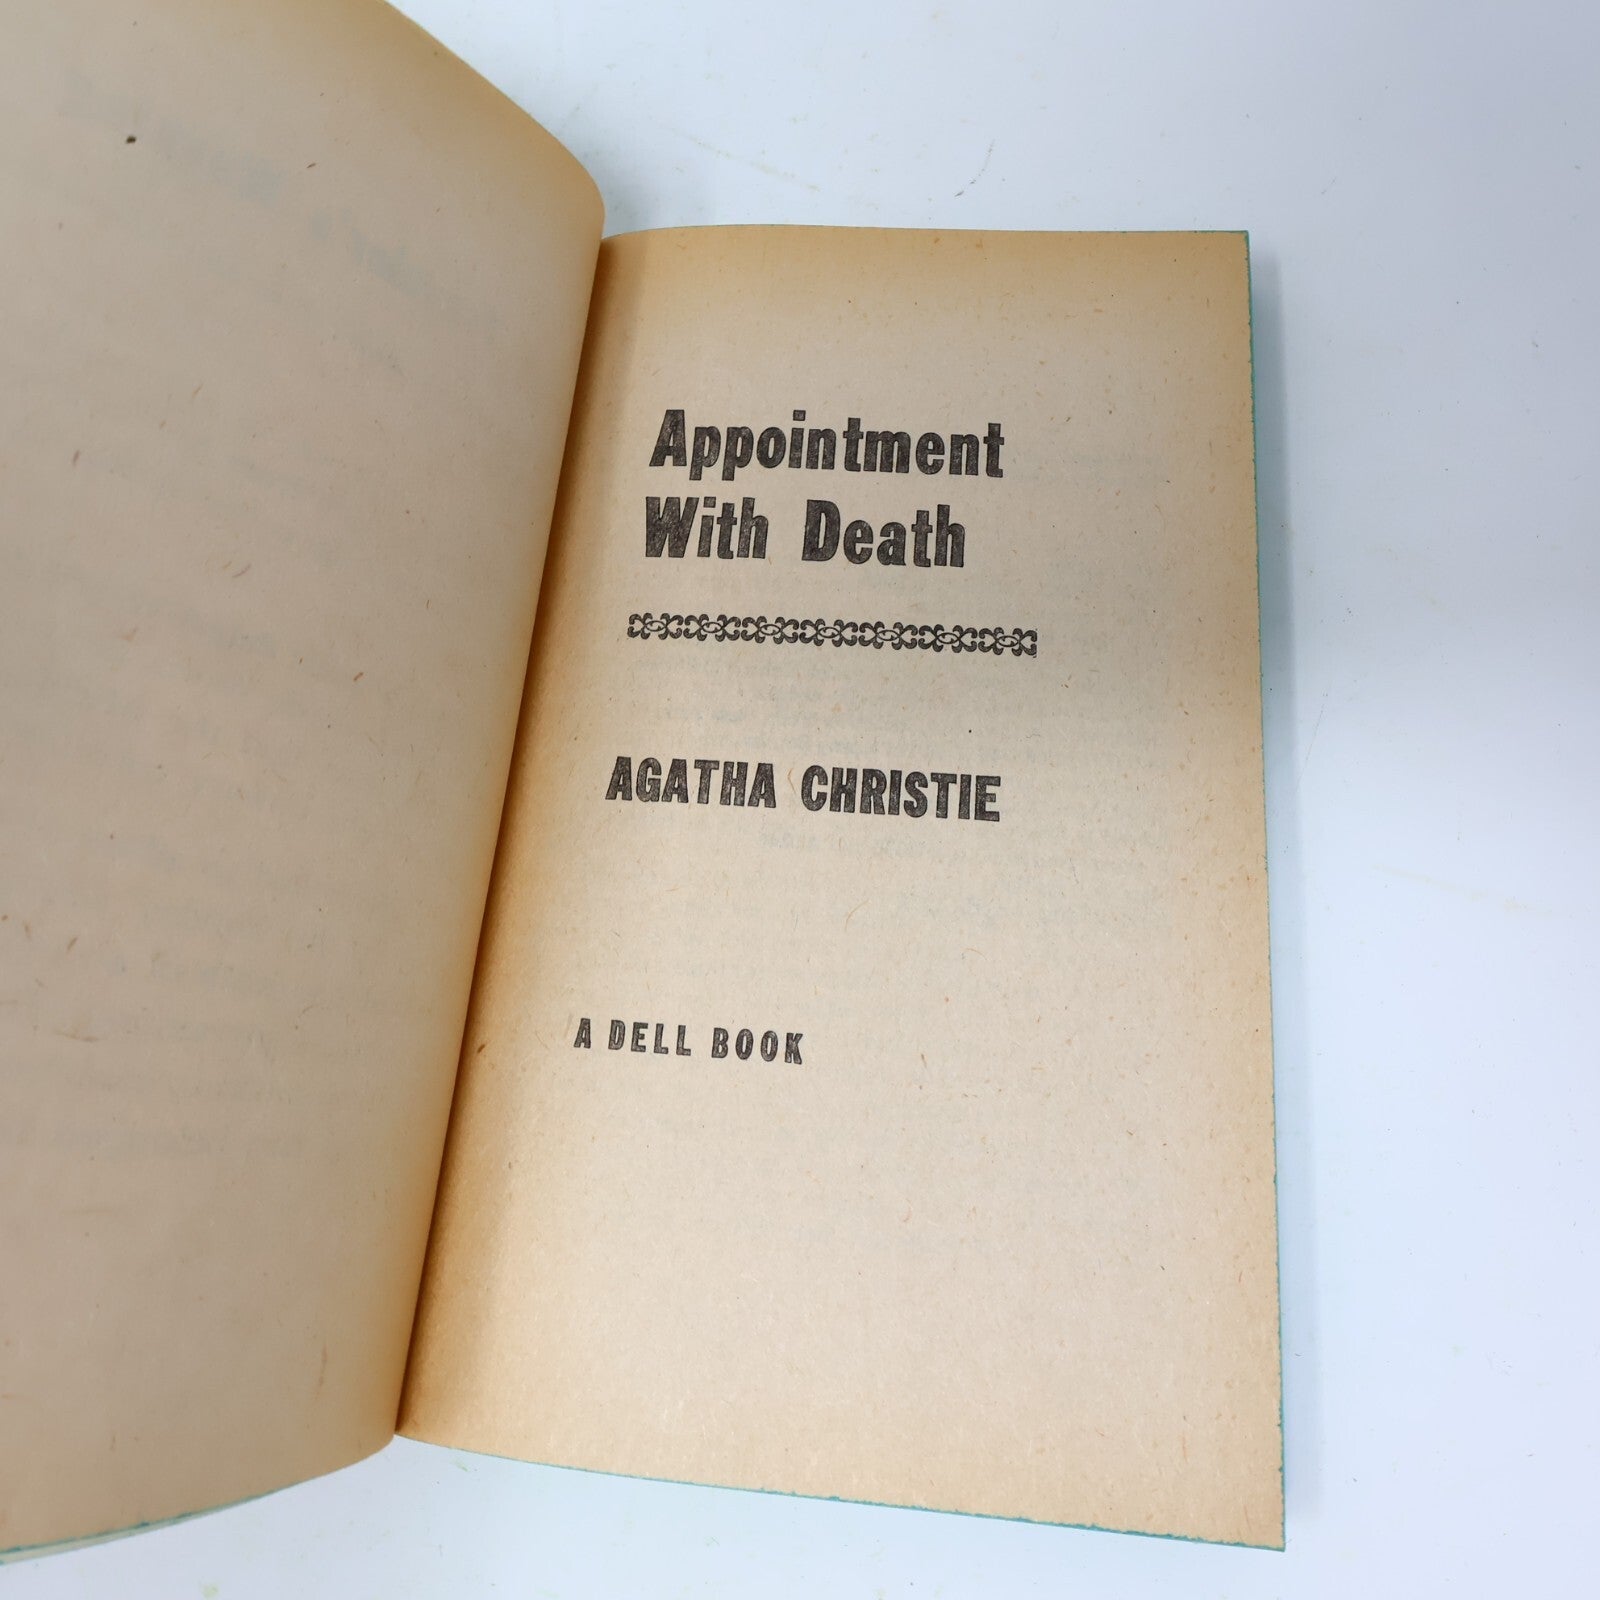 Appointment
With Death
AGATHA CHRISTIE
A DELL BOOK